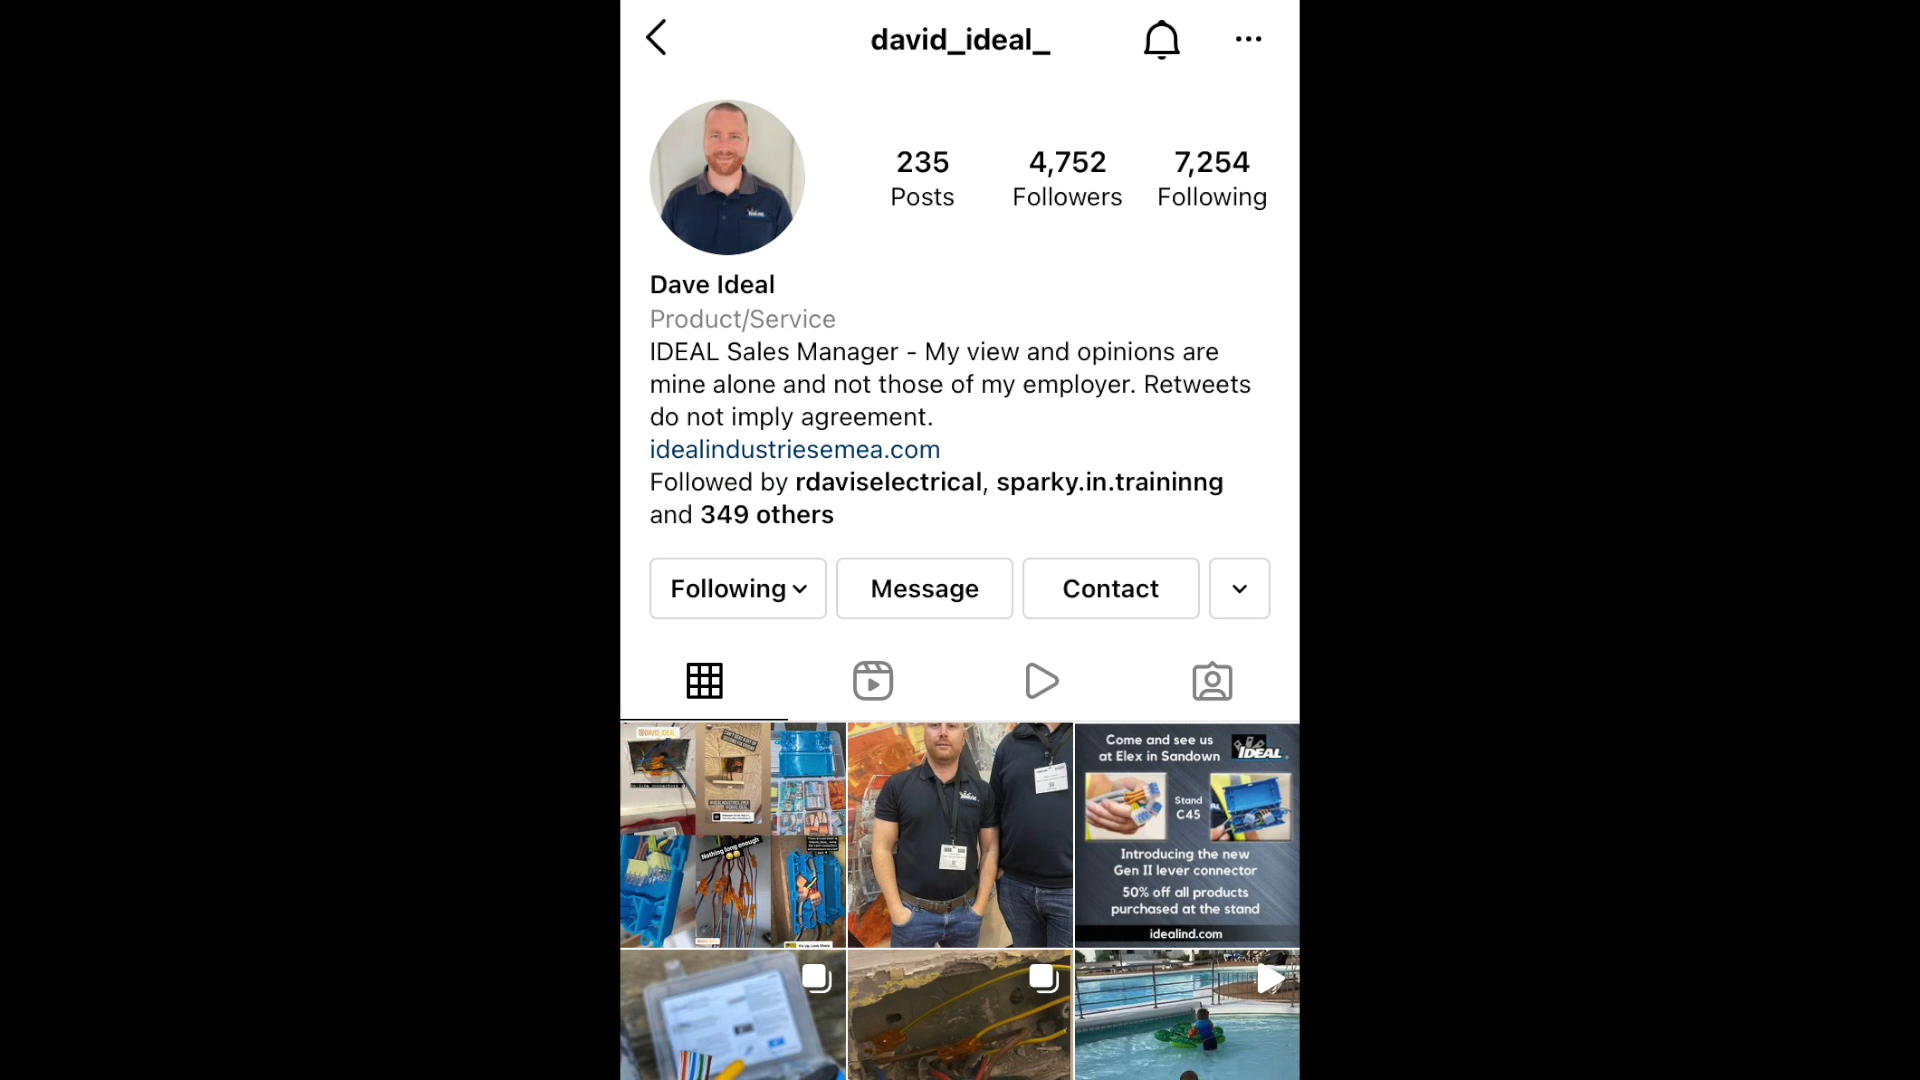 david_ideal_
235
Posts
4,752
Followers
7,254
Following
Dave Ideal
Product/Service
IDEAL Sales Manager - My view and opinions are
mine alone and not those of my employer. Retweets
do not imply agreement.
idealindustriesemea.com
Followed by rdaviselectrical, sparky.in.traininng
and 349 others
Following
Message
Contact
@DAVID_IDEAL
Nothing long enough
Come and see us
at Elex in Sandown
IDEAL
Stand
C45
Introducing the new
Gen II lever connector
50% off all products
purchased at the stand
idealind.com